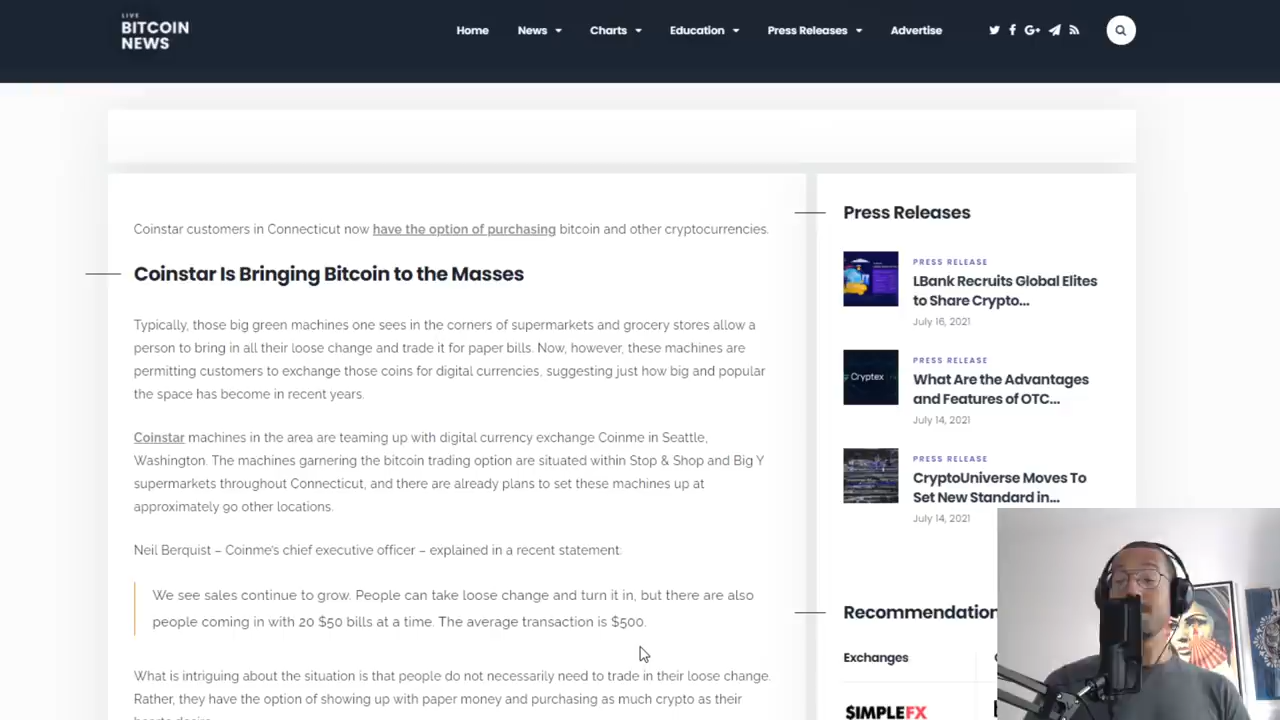 LIVE
BITCOIN
NEWS
Home
News
Charts
Education
Press Releases
Advertise
Coinstar customers in Connecticut now have the option of purchasing bitcoin and other cryptocurrencies.
Coinstar Is Bringing Bitcoin to the Masses
Typically, those big green machines one sees in the corners of supermarkets and grocery stores allow a
person to bring in all their loose change and trade it for paper bills. Now, however, these machines are
permitting customers to exchange those coins for digital currencies, suggesting just how big and popular
the space has become in recent years.
Coinstar machines in the area are teaming up with digital currency exchange Coinme in Seattle,
Washington. The machines garnering the bitcoin trading option are situated within Stop & Shop and Big Y
supermarkets throughout Connecticut, and there are already plans to set these machines up at
approximately 90 other locations.
Neil Berquist – Coinme's chief executive officer – explained in a recent statement:
We see sales continue to grow. People can take loose change and turn it in, but there are also
people coming in with 20 $50 bills at a time. The average transaction is $500.
What is intriguing about the situation is that people do not necessarily need to trade in their loose change.
Rather, they have the option of showing up with paper money and purchasing as much crypto as their
Press Releases
PRESS RELEASE
LBank Recruits Global Elites
to Share Crypto...
July 16, 2021
Cryptex
PRESS RELEASE
What Are the Advantages
and Features of OTC...
July 14, 2021
PRESS RELEASE
CryptoUniverse Moves To
Set New Standard in...
July 14, 2021
Recommendation
Exchanges
SIMPLEFX